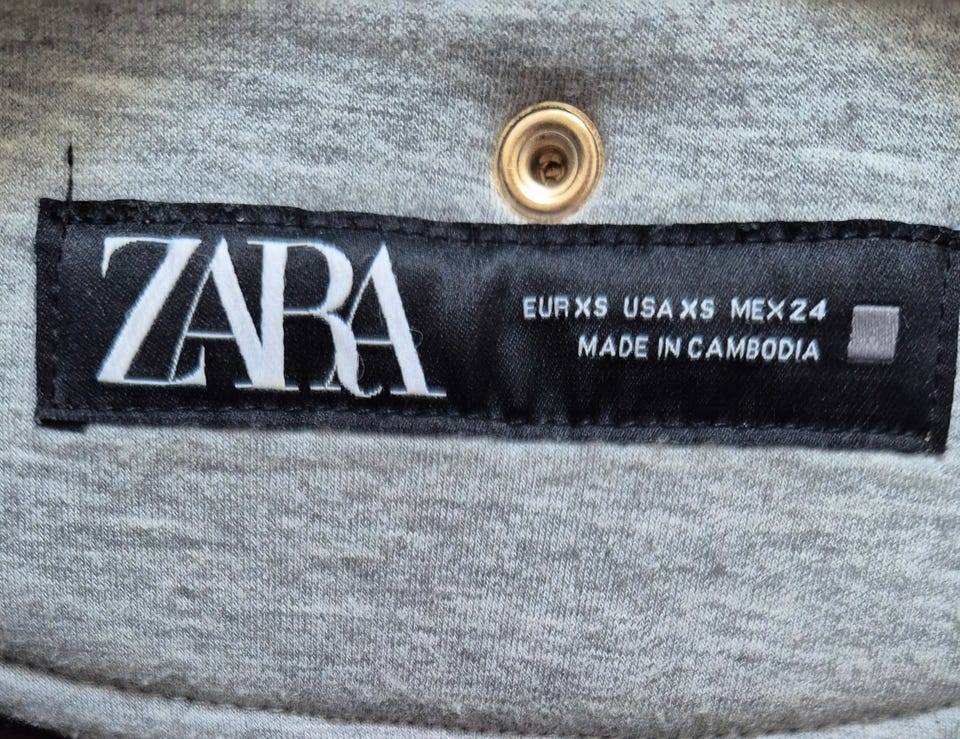 ZARA
EUR XS USA XS MEX 24
MADE IN CAMBODIA